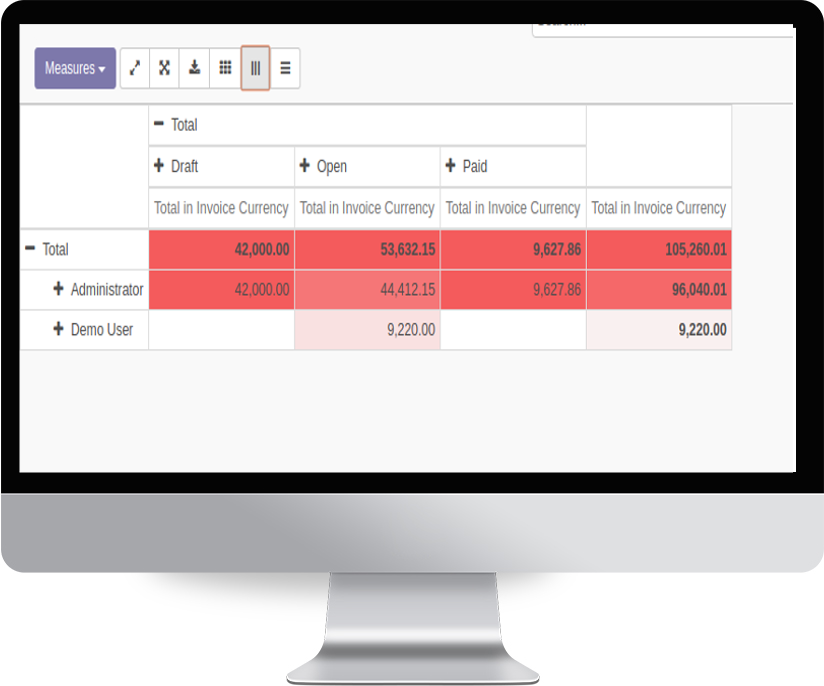 Measures
Total
Draft Open Paid
Total in Invoice Currency Total in Invoice Currency Total in Invoice Currency Total in Invoice Currency
Total 42,000.00 53,632.15 9,627.86 105,260.01
Administrator 42,000.00 44,412.15 9,627.86 96,040.01
Demo User 9,220.00 9,220.00